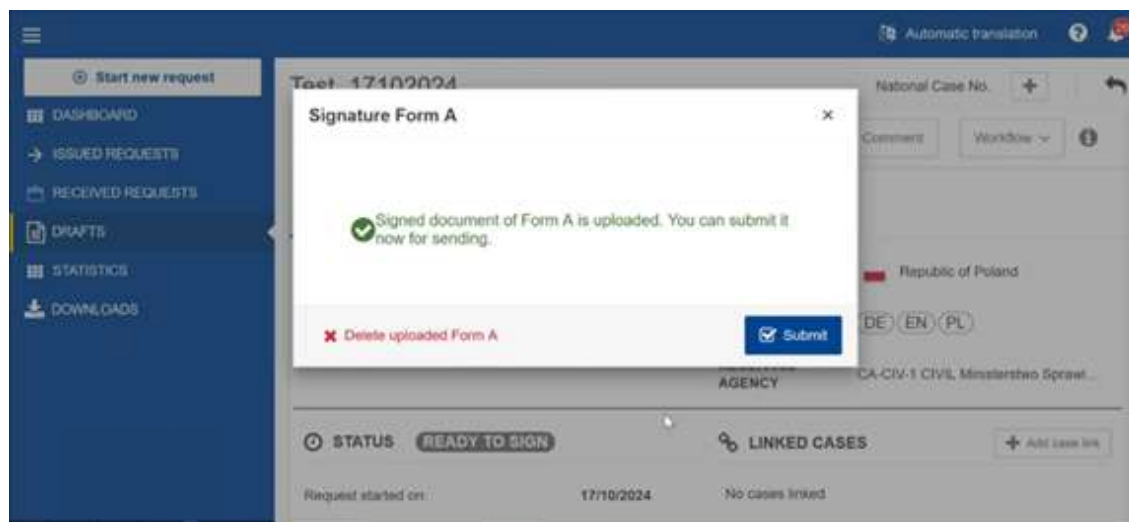 Automatic translation
Start new request
Test 17102024
National Case No.
Signature Form A
DASHBOARD
Comment
Workflow
ISSUED REQUESTS
RECEIVED REQUESTS
Signed document of Form A is uploaded. You can submit it
now for sending.
DRAFTS
STATISTICS
Republic of Poland
DOWNLOADS
DE EN PL
Delete uploaded Form A
Submit
AGENCY
CA-CIV-1 CIVIL Ministerstwo Sprawi...
STATUS READY TO SIGN
LINKED CASES
Add case link
Request started on:
17/10/2024
No cases linked